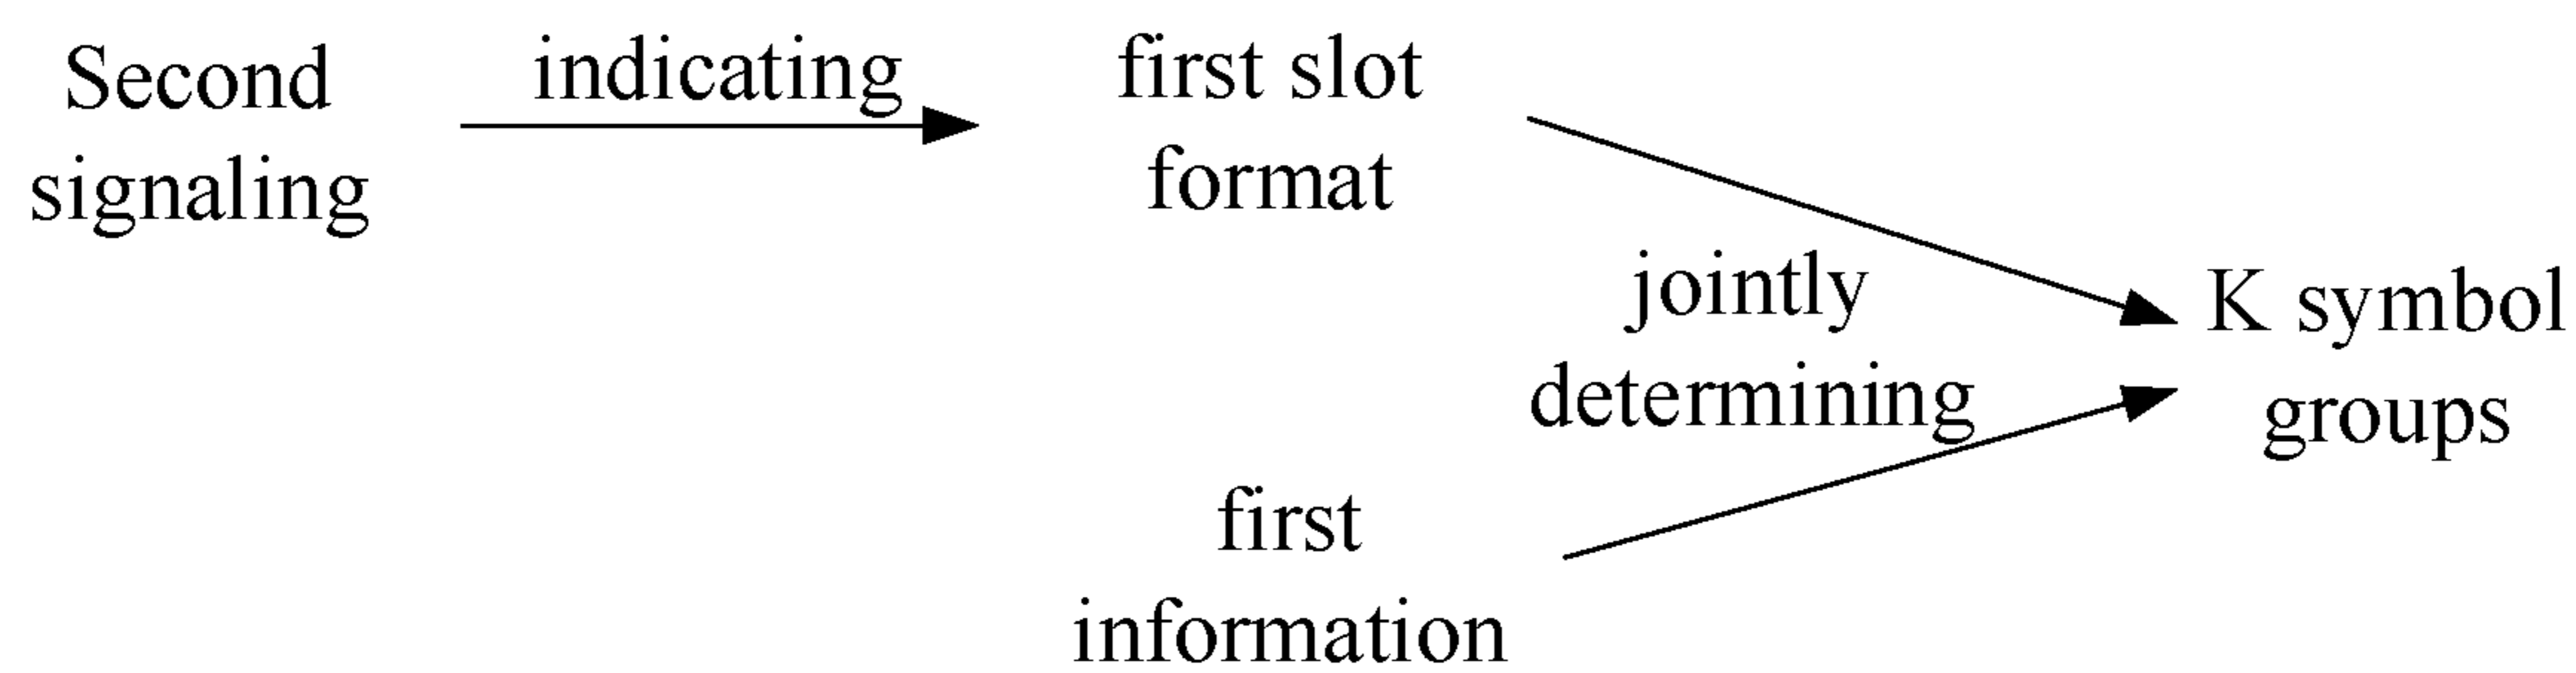 Second
signaling
indicating
first slot
format
jointly
determining
first
information
K symbol
groups